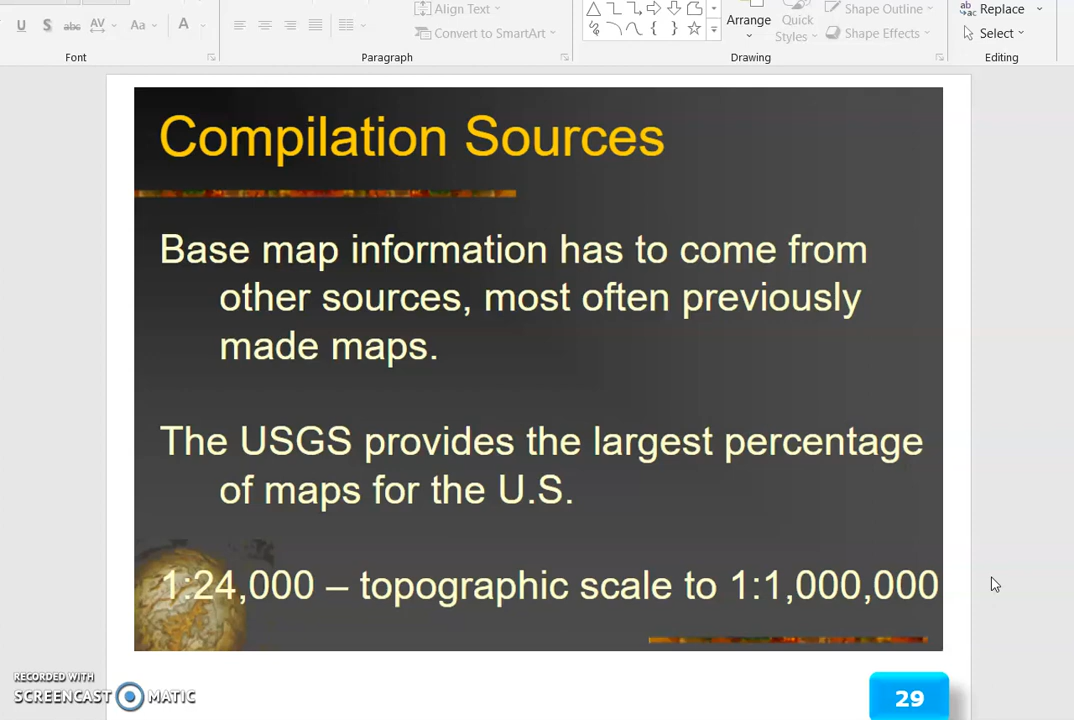 Align Text
Replace
U S abc AV Aa A
Arrange
Quick
Styles
Shape Outline
Convert to SmartArt
Shape Effects
Select
Font
Paragraph
Drawing
Editing
Compilation Sources
Base map information has to come from
other sources, most often previously
made maps.
The USGS provides the largest percentage
of maps for the U.S.
1:24,000 – topographic scale to 1:1,000,000
RECORDED WITH
SCREENCAST MATIC
29